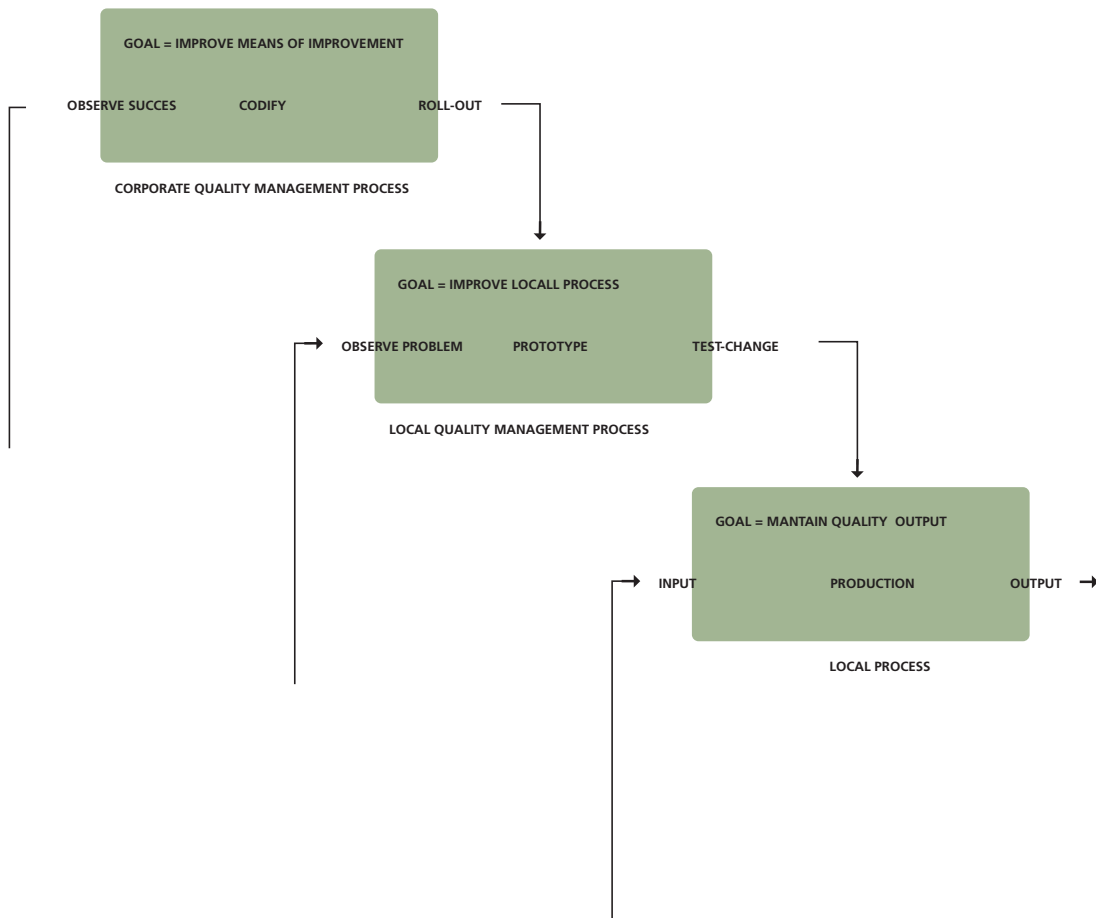 GOAL = IMPROVE MEANS OF IMPROVEMENT
OBSERVE SUCCES CODIFY ROLL-OUT
CORPORATE QUALITY MANAGEMENT PROCESS
GOAL = IMPROVE LOCALL PROCESS
OBSERVE PROBLEM PROTOTYPE TEST-CHANGE
LOCAL QUALITY MANAGEMENT PROCESS
GOAL = MANTAIN QUALITY OUTPUT
INPUT PRODUCTION OUTPUT
LOCAL PROCESS